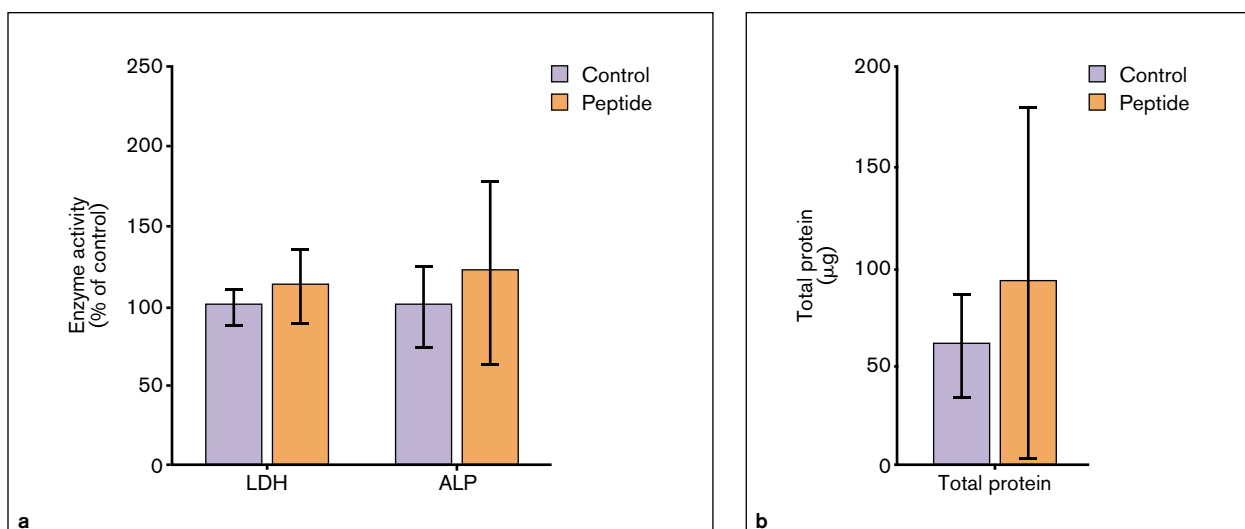 250
200
150
100
50
0
Enzyme activity
(% of control)
Control
Peptide
LDH
ALP
a
200
150
100
50
0
Total protein
(µg)
Control
Peptide
Total protein
b